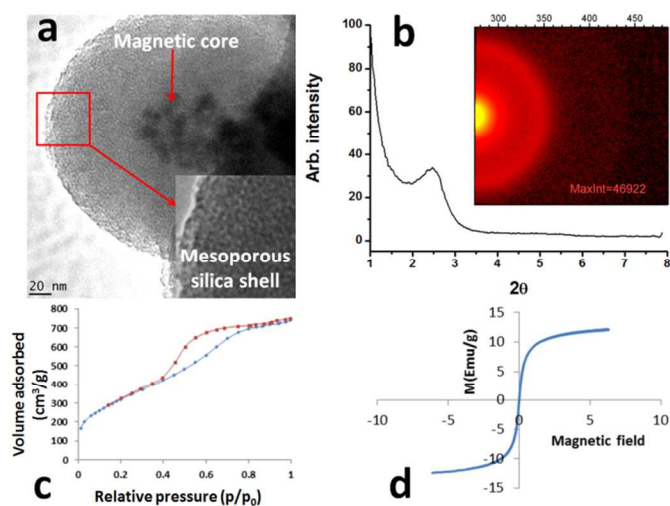 a
Magnetic core
Mesoporous
silica shell
20 nm
b
Arb. intensity
100
80
60
40
20
0
1 2 3 4 5 6 7 8
2θ
280 300 350 400 450
MaxInt=46922
Volume adsorbed
(cm³/g)
800
700
600
500
400
300
200
100
0
0 0.2 0.4 0.6 0.8 1
Relative pressure (p/p₀)
c
M(Emu/g)
15
10
5
0
-5
-10
-15
-10 -5 0 5 10
Magnetic field
d